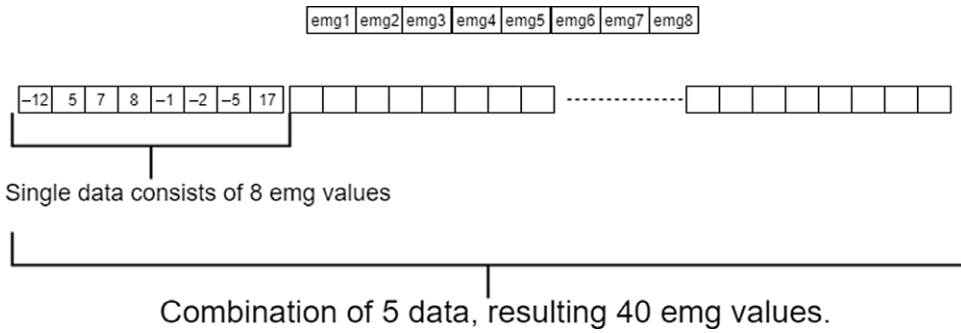 emg1 emg2 emg3 emg4 emg5 emg6 emg7 emg8
–12 5 7 8 –1 –2 –5 17
Single data consists of 8 emg values
Combination of 5 data, resulting 40 emg values.